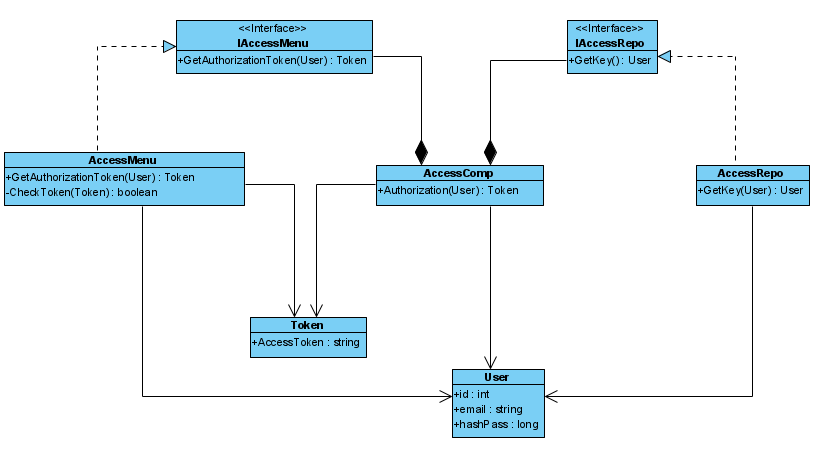 <<Interface>>
IAccessMenu
+GetAuthorizationToken(User) : Token
<<Interface>>
IAccessRepo
+GetKey() : User
AccessMenu
+GetAuthorizationToken(User) : Token
-CheckToken(Token) : boolean
AccessComp
+Authorization(User) : Token
AccessRepo
+GetKey(User) : User
Token
+AccessToken : string
User
+id : int
+email : string
+hashPass : long